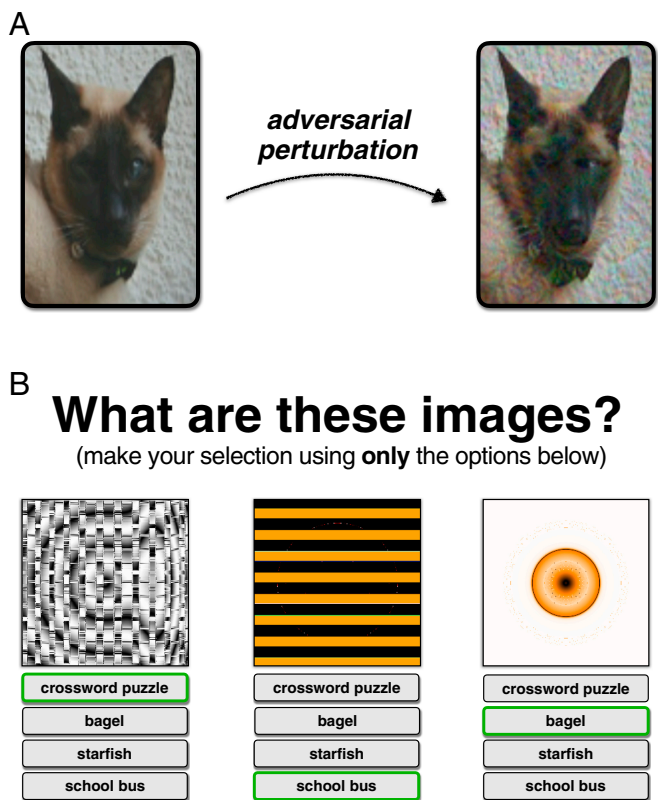 A
adversarial
perturbation
B
What are these images?
(make your selection using only the options below)
crossword puzzle
bagel
starfish
school bus
crossword puzzle
bagel
starfish
school bus
crossword puzzle
bagel
starfish
school bus